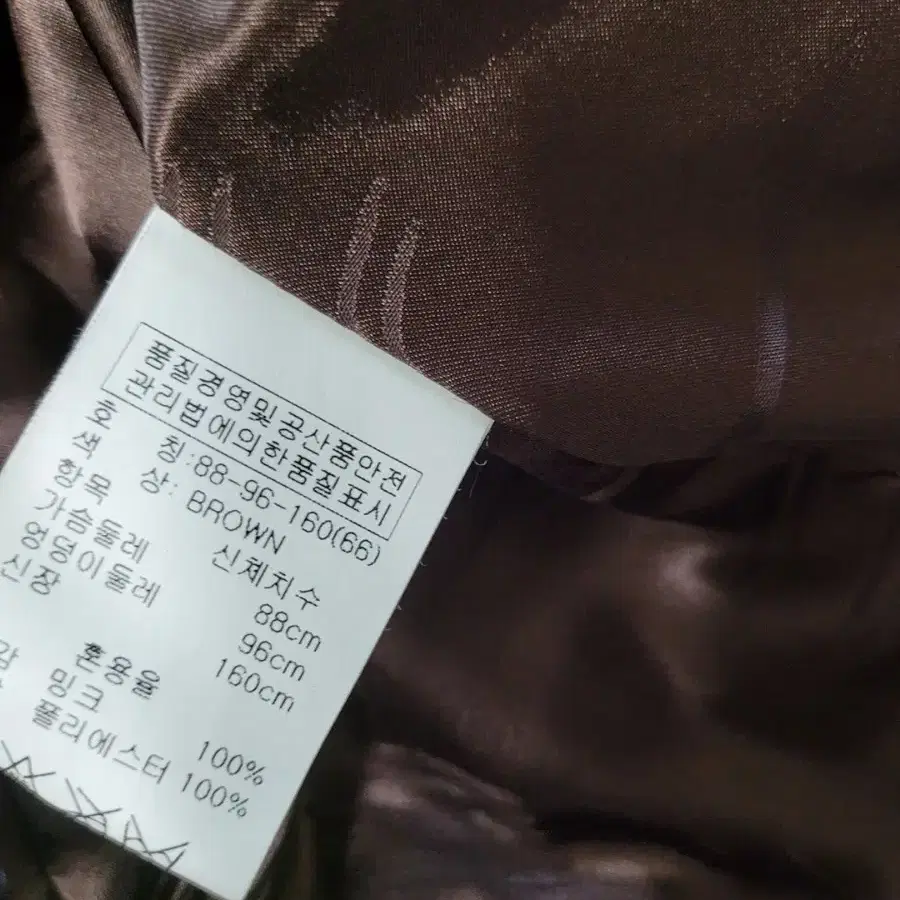 품질경영및공산품안전
관리법에의한품질표시
호 칭:88-96-160(66)
색 상: BROWN
항목 신체치수
가슴둘레 88cm
엉덩이둘레 96cm
신장 160cm
혼용율
감 밍크 100%
폴리에스터 100%